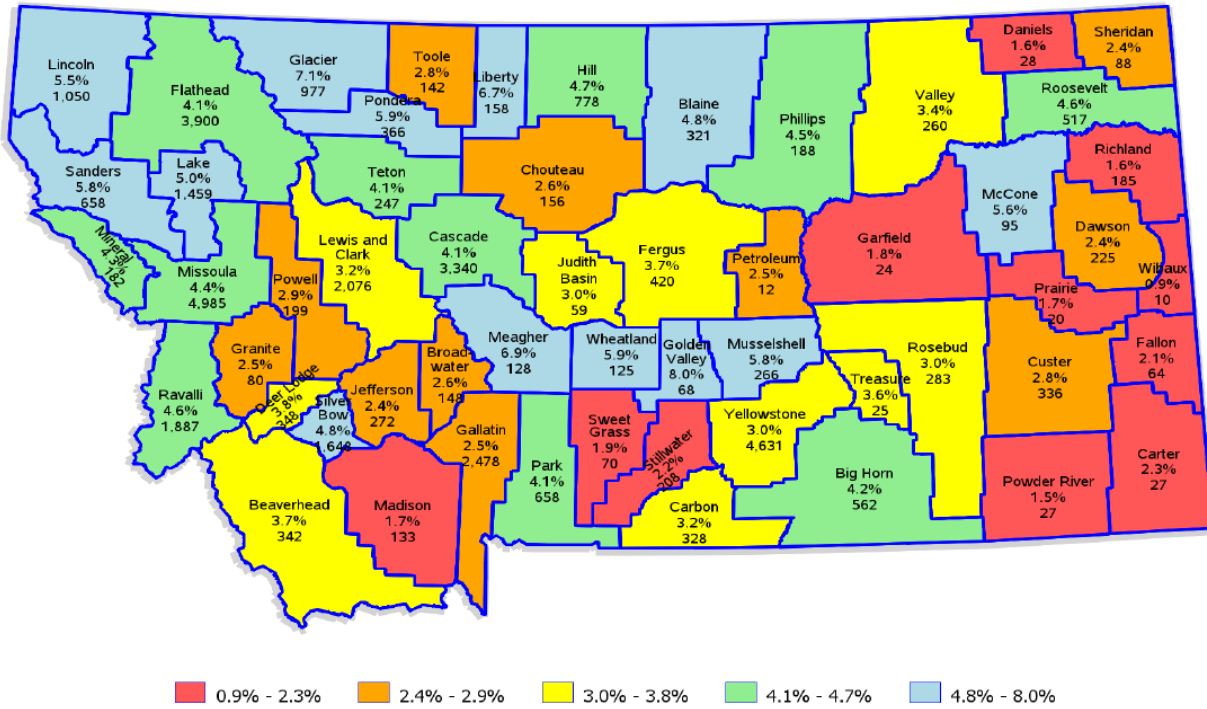 Lincoln
5.5%
1,050
Flathead
4.1%
3,900
Glacier
7.1%
977
Toole
2.8%
142
Liberty
6.7%
158
Hill
4.7%
778
Blaine
4.8%
321
Phillips
4.5%
188
Valley
3.4%
260
Daniels
1.6%
28
Sheridan
2.4%
88
Roosevelt
4.6%
517
Pondera
5.9%
366
Sanders
5.8%
658
Lake
5.0%
1,459
Teton
4.1%
247
Chouteau
2.6%
156
Richland
1.6%
185
McCone
5.6%
95
Dawson
2.4%
225
Wibaux
0.9%
10
Mineral
4.3%
182
Missoula
4.4%
4,985
Powell
2.9%
199
Lewis and
Clark
3.2%
2,076
Cascade
4.1%
3,340
Judith
Basin
3.0%
59
Fergus
3.7%
420
Petroleum
2.5%
12
Garfield
1.8%
24
Prairie
1.7%
20
Ravalli
4.6%
1,887
Granite
2.5%
80
Deer Lodge
3.8%
348
Silver
Bow
4.8%
1,648
Jefferson
2.4%
272
Broad-
water
2.6%
148
Meagher
6.9%
128
Wheatland
5.9%
125
Golden
Valley
8.0%
68
Musselshell
5.8%
266
Treasure
3.6%
25
Rosebud
3.0%
283
Custer
2.8%
336
Fallon
2.1%
64
Beaverhead
3.7%
342
Madison
1.7%
133
Gallatin
2.5%
2,478
Park
4.1%
658
Sweet
Grass
1.9%
70
Stillwater
2.2%
208
Yellowstone
3.0%
4,631
Carbon
3.2%
328
Big Horn
4.2%
562
Powder River
1.5%
27
Carter
2.3%
27
0.9% - 2.3%
2.4% - 2.9%
3.0% - 3.8%
4.1% - 4.7%
4.8% - 8.0%